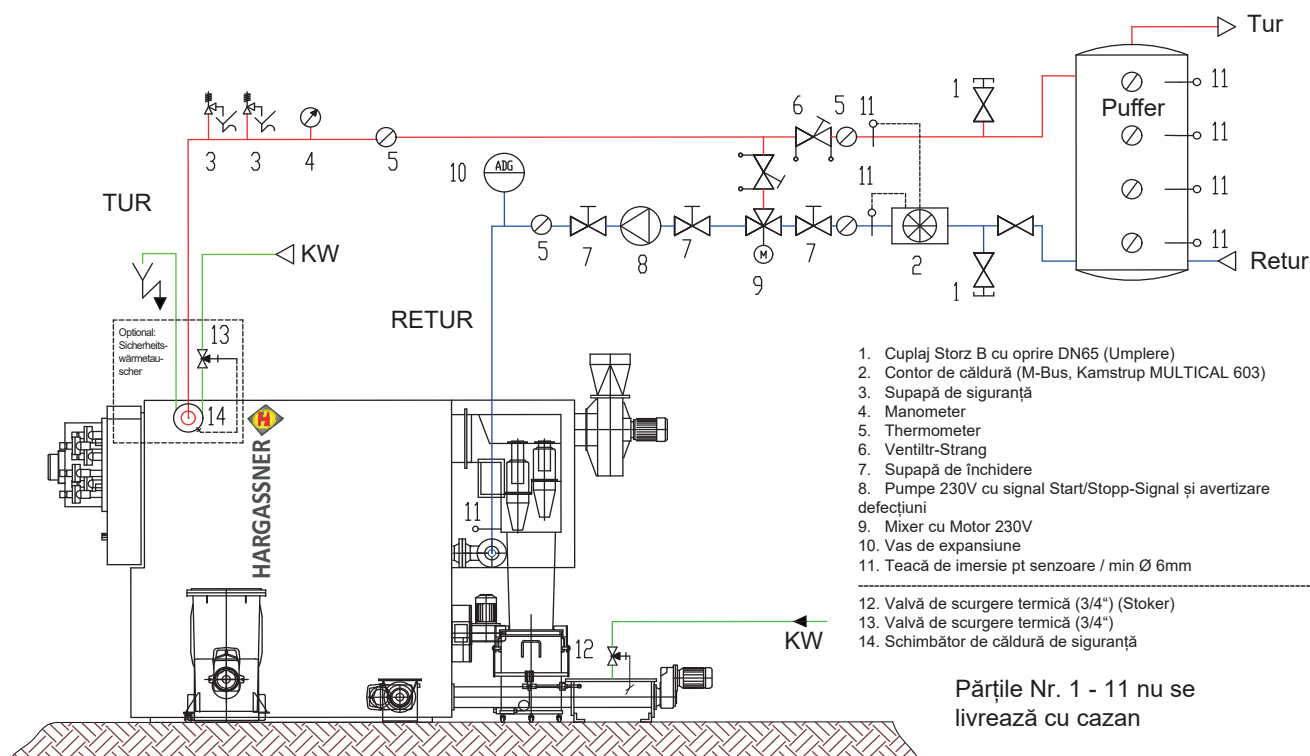 Tur
11
1
6
5
11
Puffer
11
3
3
4
5
10
ADG
11
11
TUR
5
7
8
7
M
9
7
2
1
11
Retur
KW
RETUR
Optional:
Sicherheits-
wärmetau-
scher
13
14
H
HARGASSNER
11
12
KW
1. Cuplaj Storz B cu oprire DN65 (Umplere)
2. Contor de căldură (M-Bus, Kamstrup MULTICAL 603)
3. Supapă de siguranță
4. Manometer
5. Thermometer
6. Ventiltr-Strang
7. Supapă de închidere
8. Pumpe 230V cu signal Start/Stopp-Signal și avertizare
defecțiuni
9. Mixer cu Motor 230V
10. Vas de expansiune
11. Teacă de imersie pt senzoare / min Ø 6mm
12. Valvă de scurgere termică (3/4“) (Stoker)
13. Valvă de scurgere termică (3/4“)
14. Schimbător de căldură de siguranță
Părțile Nr. 1 - 11 nu se
livrează cu cazan